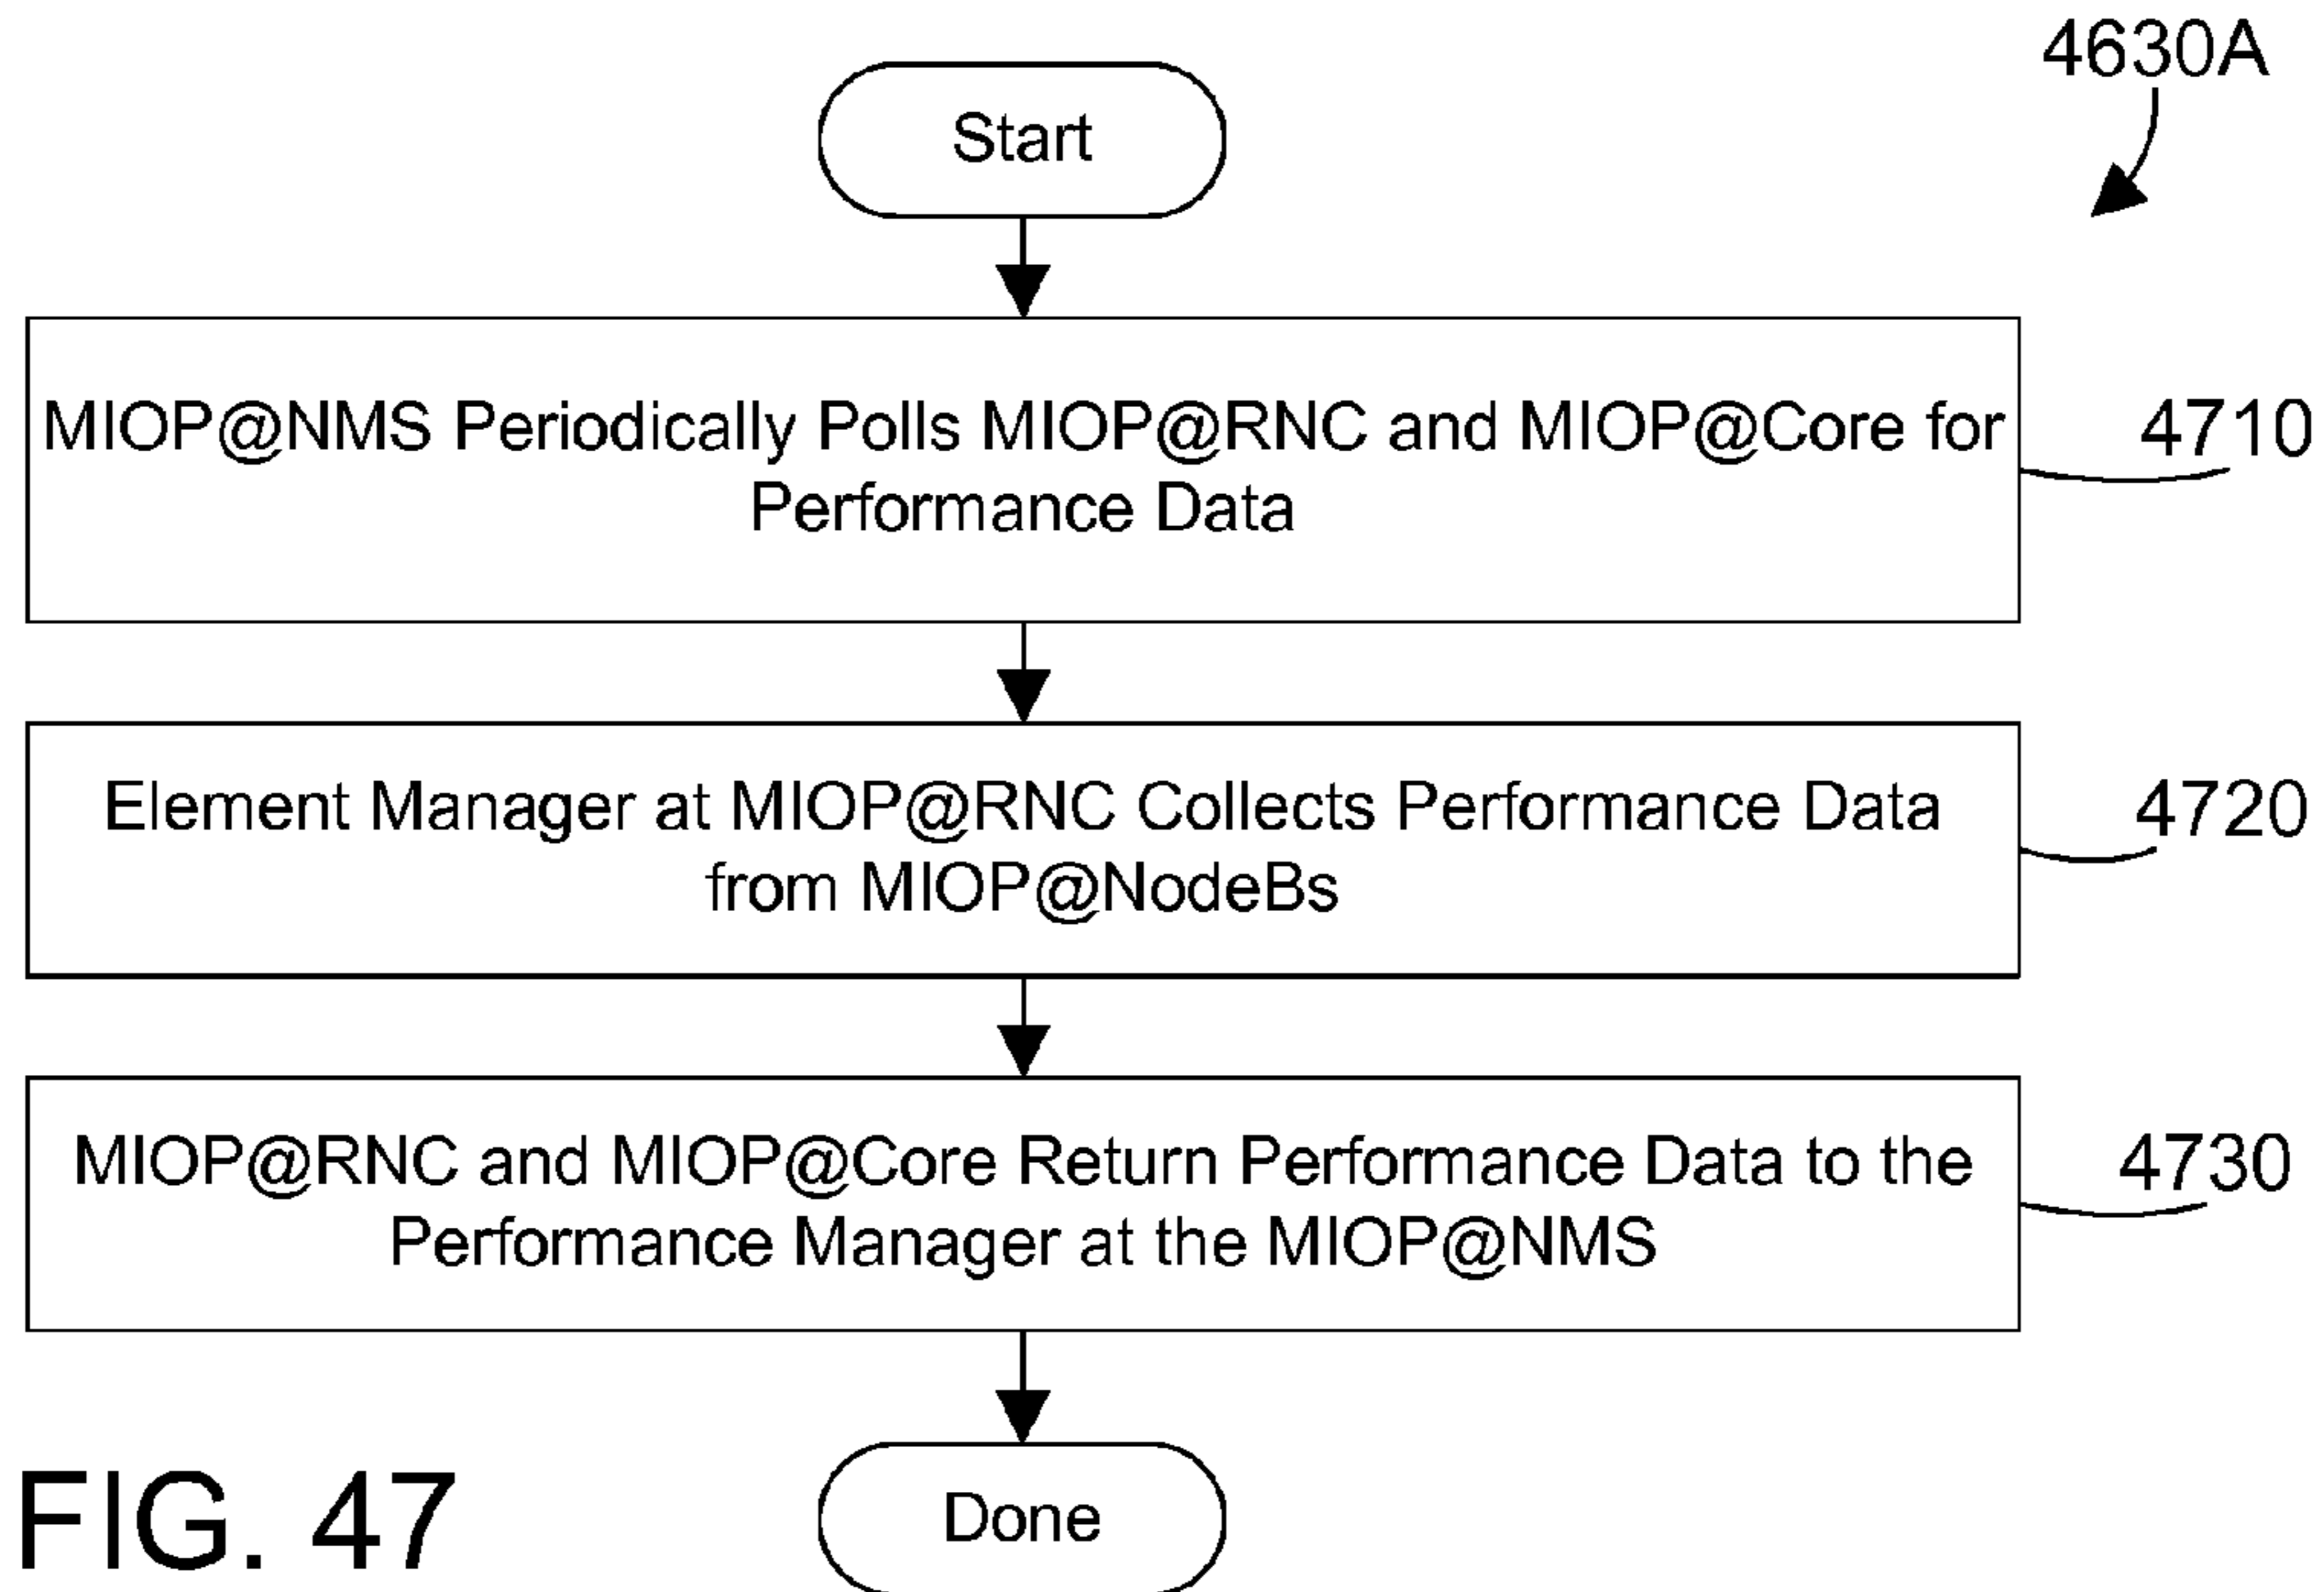 4630A
Start
MIOP@NMS Periodically Polls MIOP@RNC and MIOP@Core for
Performance Data
4710
Element Manager at MIOP@RNC Collects Performance Data
from MIOP@NodeBs
4720
MIOP@RNC and MIOP@Core Return Performance Data to the
Performance Manager at the MIOP@NMS
4730
Done
FIG. 47